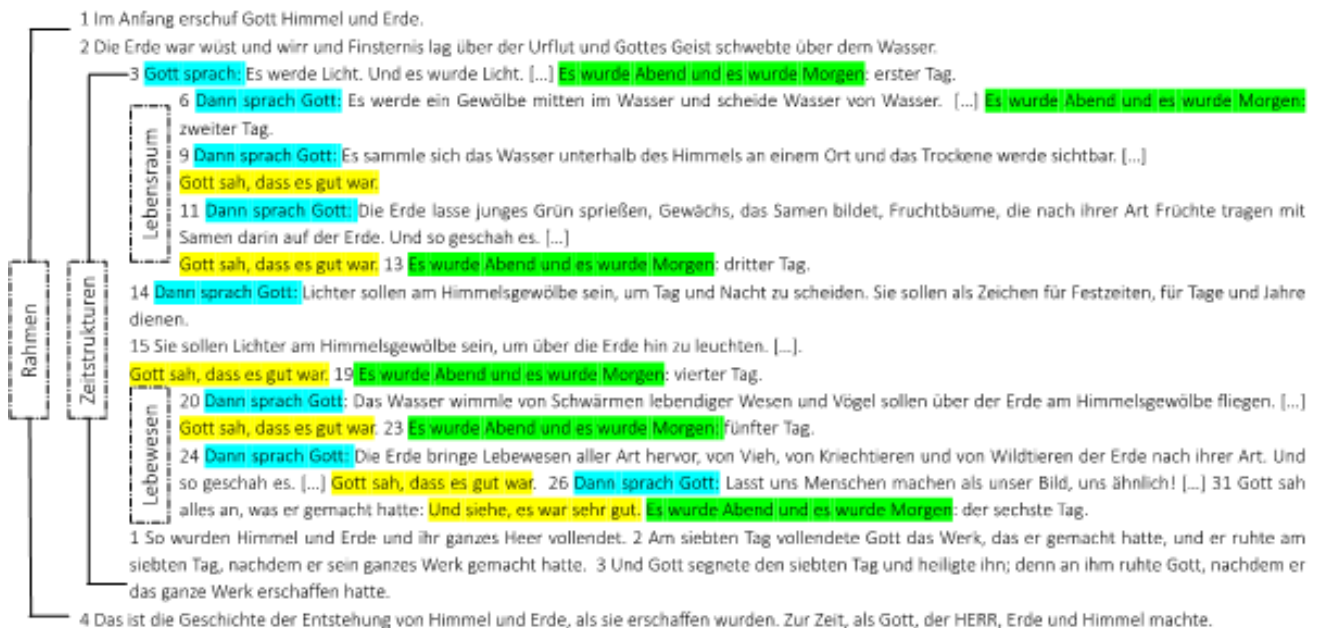 1 Im Anfang erschuf Gott Himmel und Erde.
2 Die Erde war wüst und wirr und Finsternis lag über der Urflut und Gottes Geist schwebte über dem Wasser.
3 Gott sprach: Es werde Licht. Und es wurde Licht. [...] Es wurde Abend und es wurde Morgen: erster Tag.
6 Dann sprach Gott: Es werde ein Gewölbe mitten im Wasser und scheide Wasser von Wasser. [...] Es wurde Abend und es wurde Morgen:
zweiter Tag.
9 Dann sprach Gott: Es sammle sich das Wasser unterhalb des Himmels an einem Ort und das Trockene werde sichtbar. [...]
Gott sah, dass es gut war.
11 Dann sprach Gott: Die Erde lasse junges Grün sprießen, Gewächs, das Samen bildet, Fruchtbäume, die nach ihrer Art Früchte tragen mit
Samen darin auf der Erde. Und so geschah es. [...]
Gott sah, dass es gut war. 13 Es wurde Abend und es wurde Morgen: dritter Tag.
Lebensraum
14 Dann sprach Gott: Lichter sollen am Himmelsgewölbe sein, um Tag und Nacht zu scheiden. Sie sollen als Zeichen für Festzeiten, für Tage und Jahre
dienen.
15 Sie sollen Lichter am Himmelsgewölbe sein, um über die Erde hin zu leuchten. [...].
Gott sah, dass es gut war. 19 Es wurde Abend und es wurde Morgen: vierter Tag.
Rahmen
Zeitstrukturen
20 Dann sprach Gott: Das Wasser wimmle von Schwärmen lebendiger Wesen und Vögel sollen über der Erde am Himmelsgewölbe fliegen. [...]
Gott sah, dass es gut war. 23 Es wurde Abend und es wurde Morgen: fünfter Tag.
24 Dann sprach Gott: Die Erde bringe Lebewesen aller Art hervor, von Vieh, von Kriechtieren und von Wildtieren der Erde nach ihrer Art. Und
so geschah es. [...] Gott sah, dass es gut war. 26 Dann sprach Gott: Lasst uns Menschen machen als unser Bild, uns ähnlich! [...] 31 Gott sah
alles an, was er gemacht hatte: Und siehe, es war sehr gut. Es wurde Abend und es wurde Morgen: der sechste Tag.
Lebewesen
1 So wurden Himmel und Erde und ihr ganzes Heer vollendet. 2 Am siebten Tag vollendete Gott das Werk, das er gemacht hatte, und er ruhte am
siebten Tag, nachdem er sein ganzes Werk gemacht hatte. 3 Und Gott segnete den siebten Tag und heiligte ihn; denn an ihm ruhte Gott, nachdem er
das ganze Werk erschaffen hatte.
4 Das ist die Geschichte der Entstehung von Himmel und Erde, als sie erschaffen wurden. Zur Zeit, als Gott, der HERR, Erde und Himmel machte.